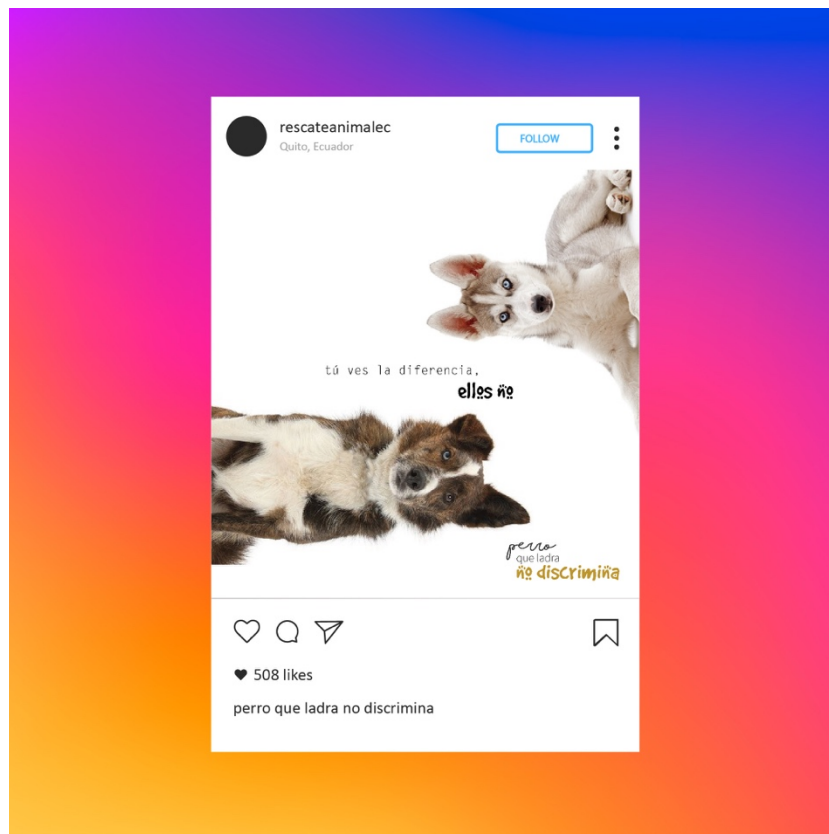 rescateanimalec
Quito, Ecuador
FOLLOW
tú ves la diferencia,
ellos no
perro
que ladra
no discrimina
508 likes
perro que ladra no discrimina